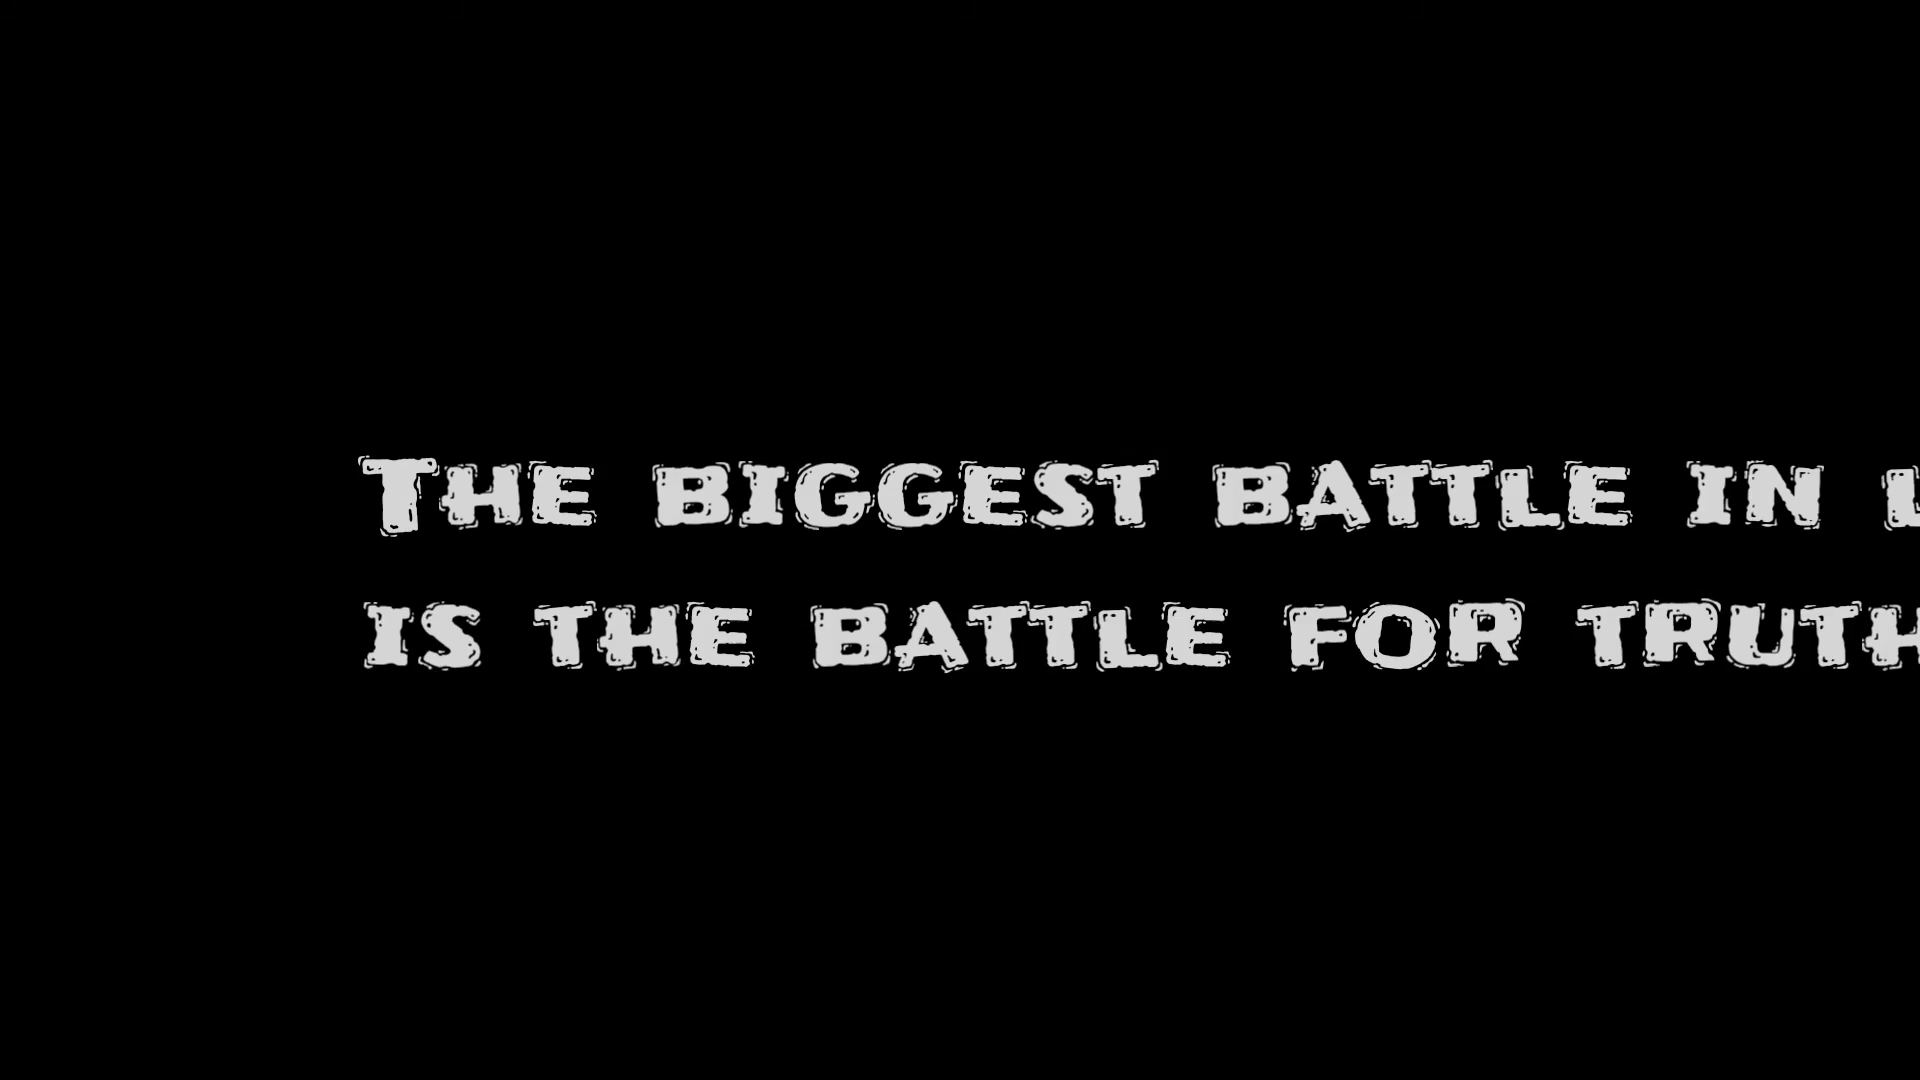 The biggest battle in
is the battle for truth